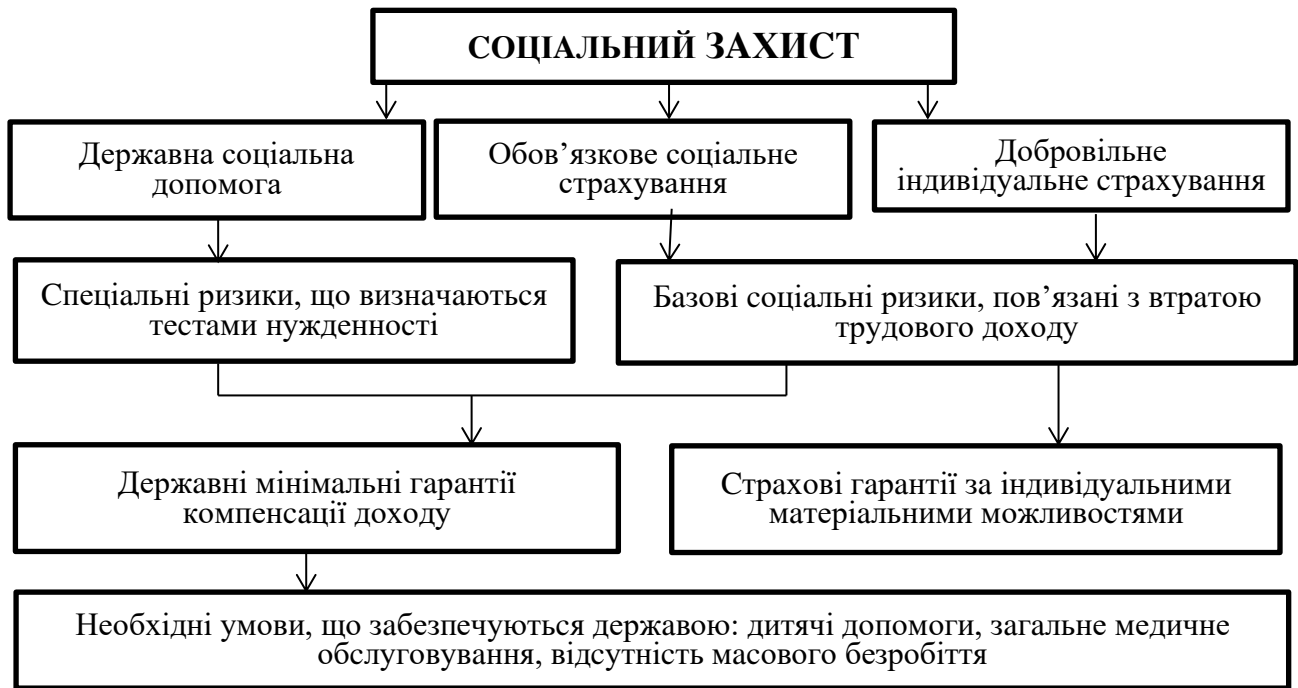 СОЦІАЛЬНИЙ ЗАХИСТ
Державна соціальна
допомога
Обов’язкове соціальне
страхування
Добровільне
індивідуальне страхування
Спеціальні ризики, що визначаються
тестами нужденності
Базові соціальні ризики, пов’язані з втратою
трудового доходу
Державні мінімальні гарантії
компенсації доходу
Страхові гарантії за індивідуальними
матеріальними можливостями
Необхідні умови, що забезпечуються державою: дитячі допомоги, загальне медичне
обслуговування, відсутність масового безробіття